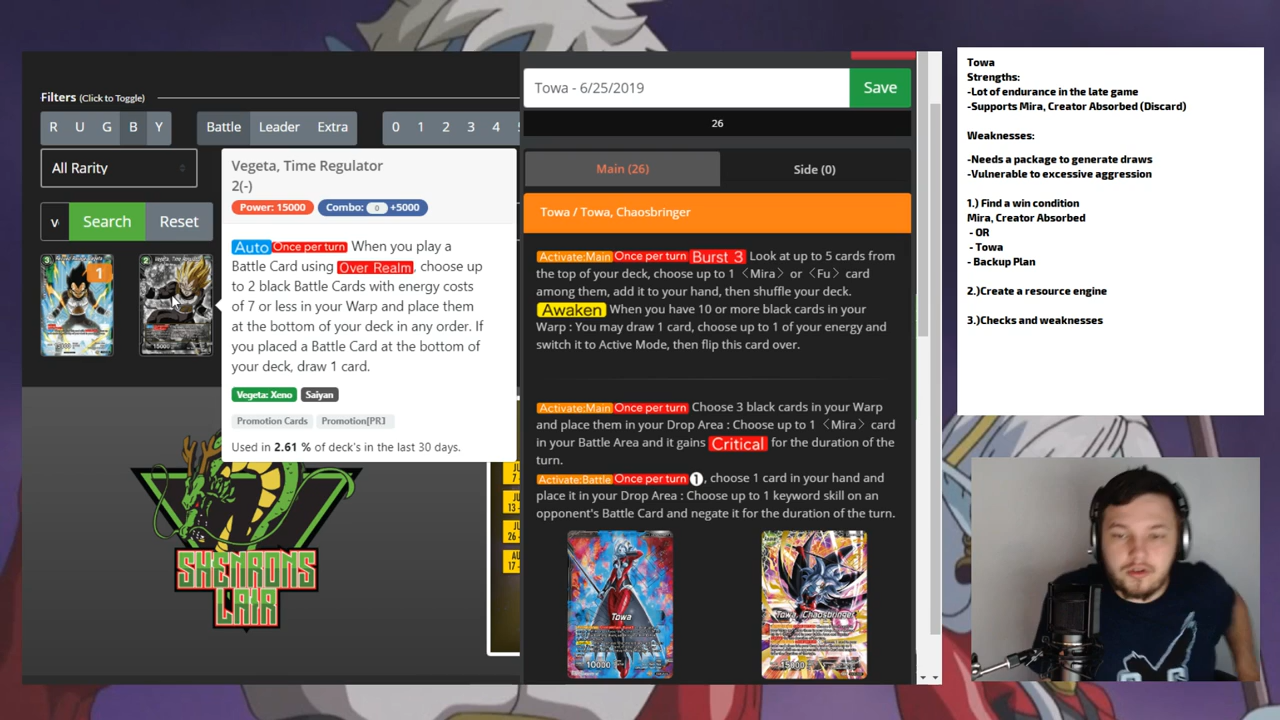 Filters (Click to Toggle)
R U G B Y
Battle Leader Extra
0 1 2 3 4
All Rarity
v Search Reset
1
Vegeta, Time Regulator
2(-)
Power: 15000 Combo: 0 +5000
Auto Once per turn When you play a
Battle Card using Over Realm, choose up
to 2 black Battle Cards with energy costs
of 7 or less in your Warp and place them
at the bottom of your deck in any order. If
you placed a Battle Card at the bottom of
your deck, draw 1 card.
Vegeta: Xeno Saiyan
Promotion Cards Promotion[PR]
Used in 2.61 % of deck's in the last 30 days.
SHENRONS
LAIR
Towa - 6/25/2019 Save
26
Main (26) Side (0)
Towa / Towa, Chaosbringer
Activate:Main Once per turn Burst 3 Look at up to 5 cards from
the top of your deck, choose up to 1 〈Mira〉 or 〈Fu〉 card
among them, add it to your hand, then shuffle your deck.
Awaken When you have 10 or more black cards in your
Warp : You may draw 1 card, choose up to 1 of your energy and
switch it to Active Mode, then flip this card over.
Activate:Main Once per turn Choose 3 black cards in your Warp
and place them in your Drop Area : Choose up to 1 〈Mira〉 card
in your Battle Area and it gains Critical for the duration of the
turn.
Activate:Battle Once per turn 1, choose 1 card in your hand and
place it in your Drop Area : Choose up to 1 keyword skill on an
opponent's Battle Card and negate it for the duration of the turn.
Towa
10000
Towa, Chaosbringer
15000
Towa
Strengths:
-Lot of endurance in the late game
-Supports Mira, Creator Absorbed (Discard)
Weaknesses:
-Needs a package to generate draws
-Vulnerable to excessive aggression
1.) Find a win condition
Mira, Creator Absorbed
- OR
- Towa
- Backup Plan
2.)Create a resource engine
3.)Checks and weaknesses